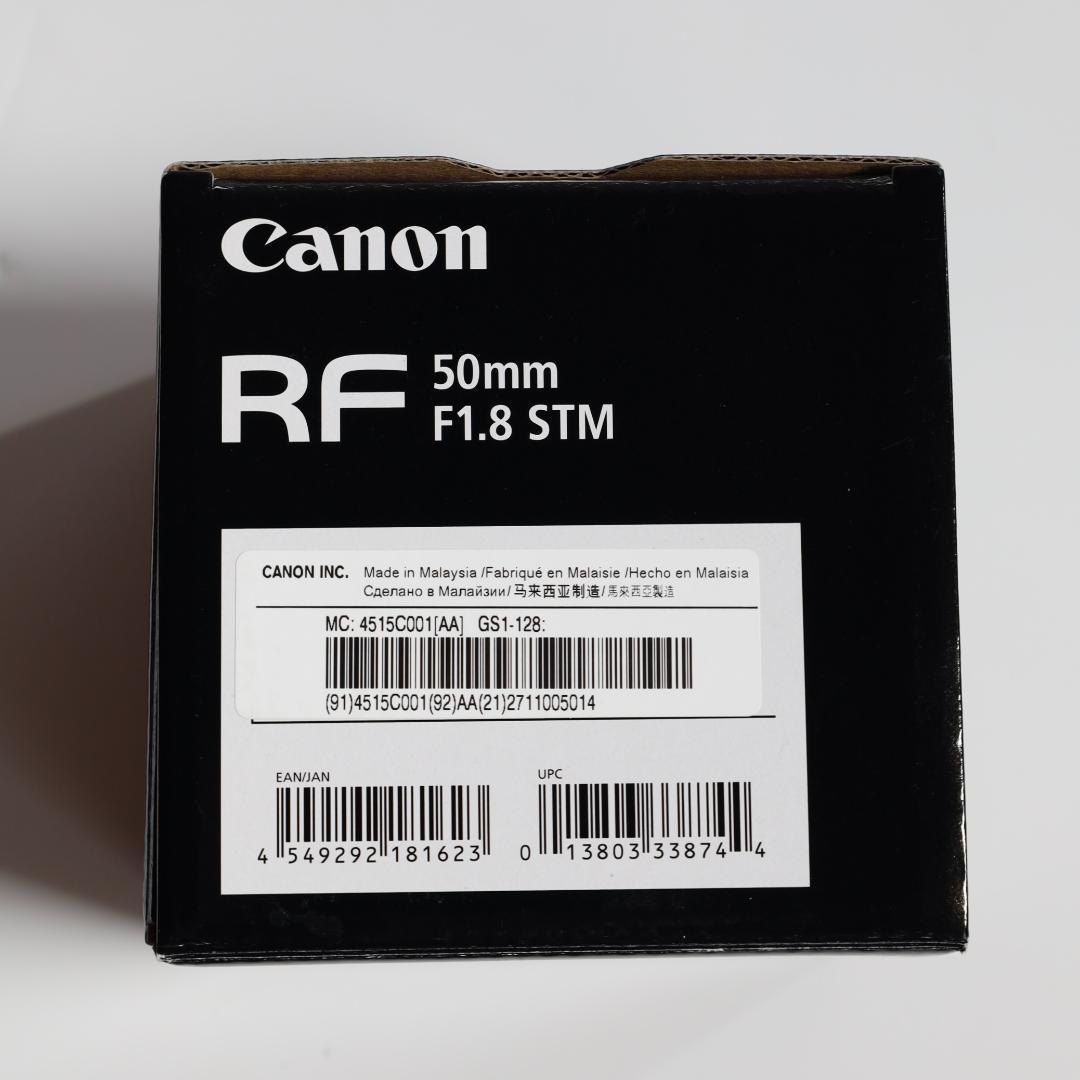 Canon
RF 50mm
F1.8 STM
CANON INC. Made in Malaysia /Fabriqué en Malaisie /Hecho en Malaisia
Сделано в Малайзии/马来西亚制造/馬來西亞製造
MC: 4515C001[AA] GS1-128:
(91)4515C001(92)AA(21)2711005014
EAN/JAN
4 549292 181623
UPC
0 13803 33874 4